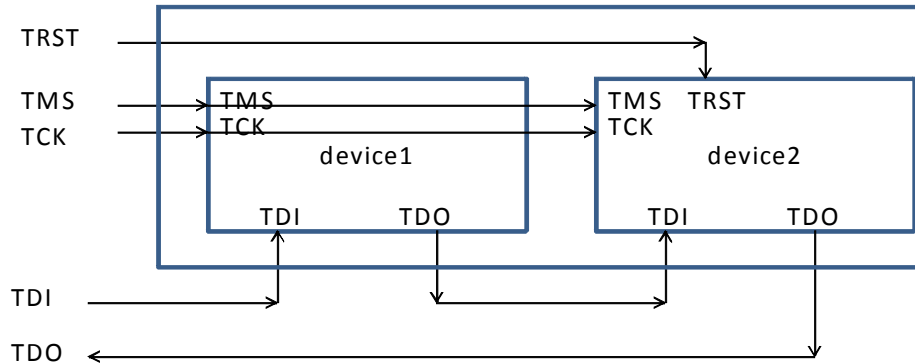 TRST
TMS TMS TMS TRST
TCK TCK TCK
device1 device2
TDI TDO TDI TDO
TDI
TDO